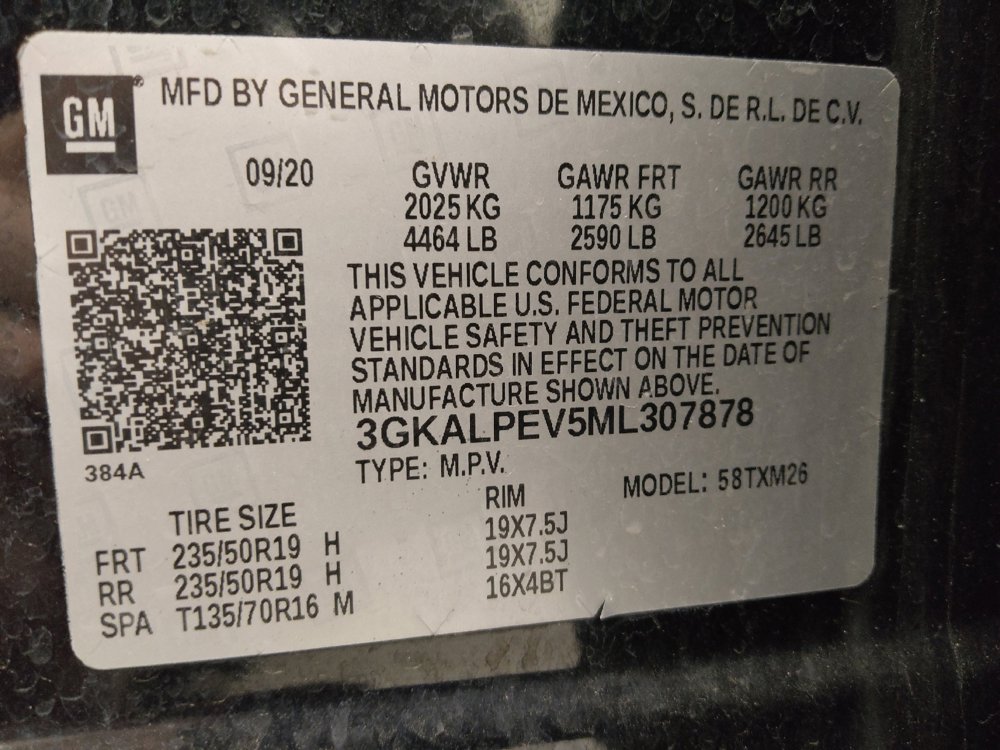 GM ® MFD BY GENERAL MOTORS DE MEXICO, S. DE R.L. DE C.V.
09/20 GVWR GAWR FRT GAWR RR
2025 KG 1175 KG 1200 KG
4464 LB 2590 LB 2645 LB
THIS VEHICLE CONFORMS TO ALL
APPLICABLE U.S. FEDERAL MOTOR
VEHICLE SAFETY AND THEFT PREVENTION
STANDARDS IN EFFECT ON THE DATE OF
MANUFACTURE SHOWN ABOVE.
3GKALPEV5ML307878
384A
TYPE: M.P.V. MODEL: 58TXM26
TIRE SIZE RIM
FRT 235/50R19 H 19X7.5J
RR 235/50R19 H 19X7.5J
SPA T135/70R16 M 16X4BT